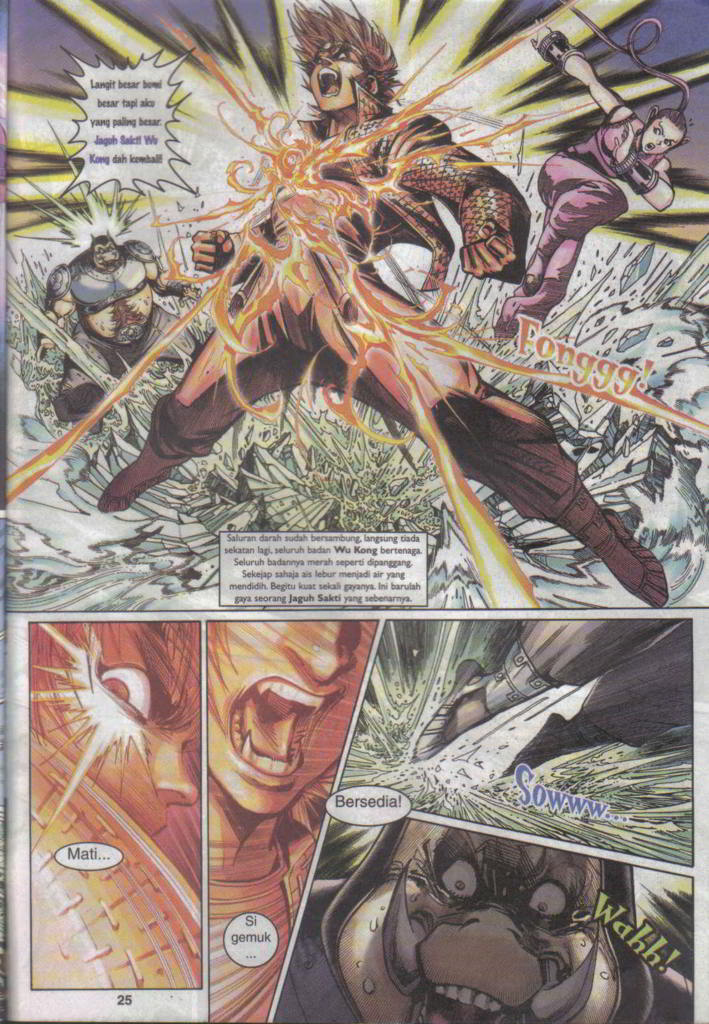 Langit besar bumi
besar tapi aku
yang paling besar.
Jaguh Sakti Wu
Kong dah kembali!
Fonggg!
Saluran darah sudah bersambung, langsung tiada
sekatan lagi, seluruh badan Wu Kong bertenaga.
Seluruh badannya merah seperti dipanggang.
Sekejap sahaja ais lebur menjadi air yang
mendidih. Begitu kuat sekali gayanya. Ini barulah
gaya seorang Jaguh Sakti yang sebenarnya.
Mati...
Si
gemuk
...
Bersedia!
Sowww...
Wahh!
25